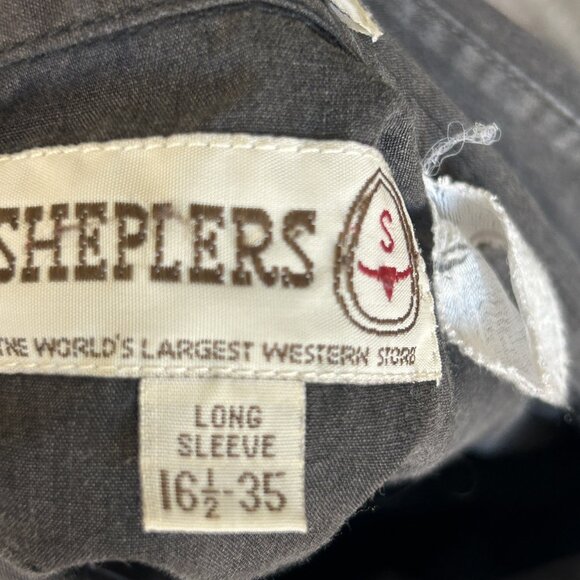 SHEPLERS
S
THE WORLD'S LARGEST WESTERN STORE
LONG
SLEEVE
16½-35